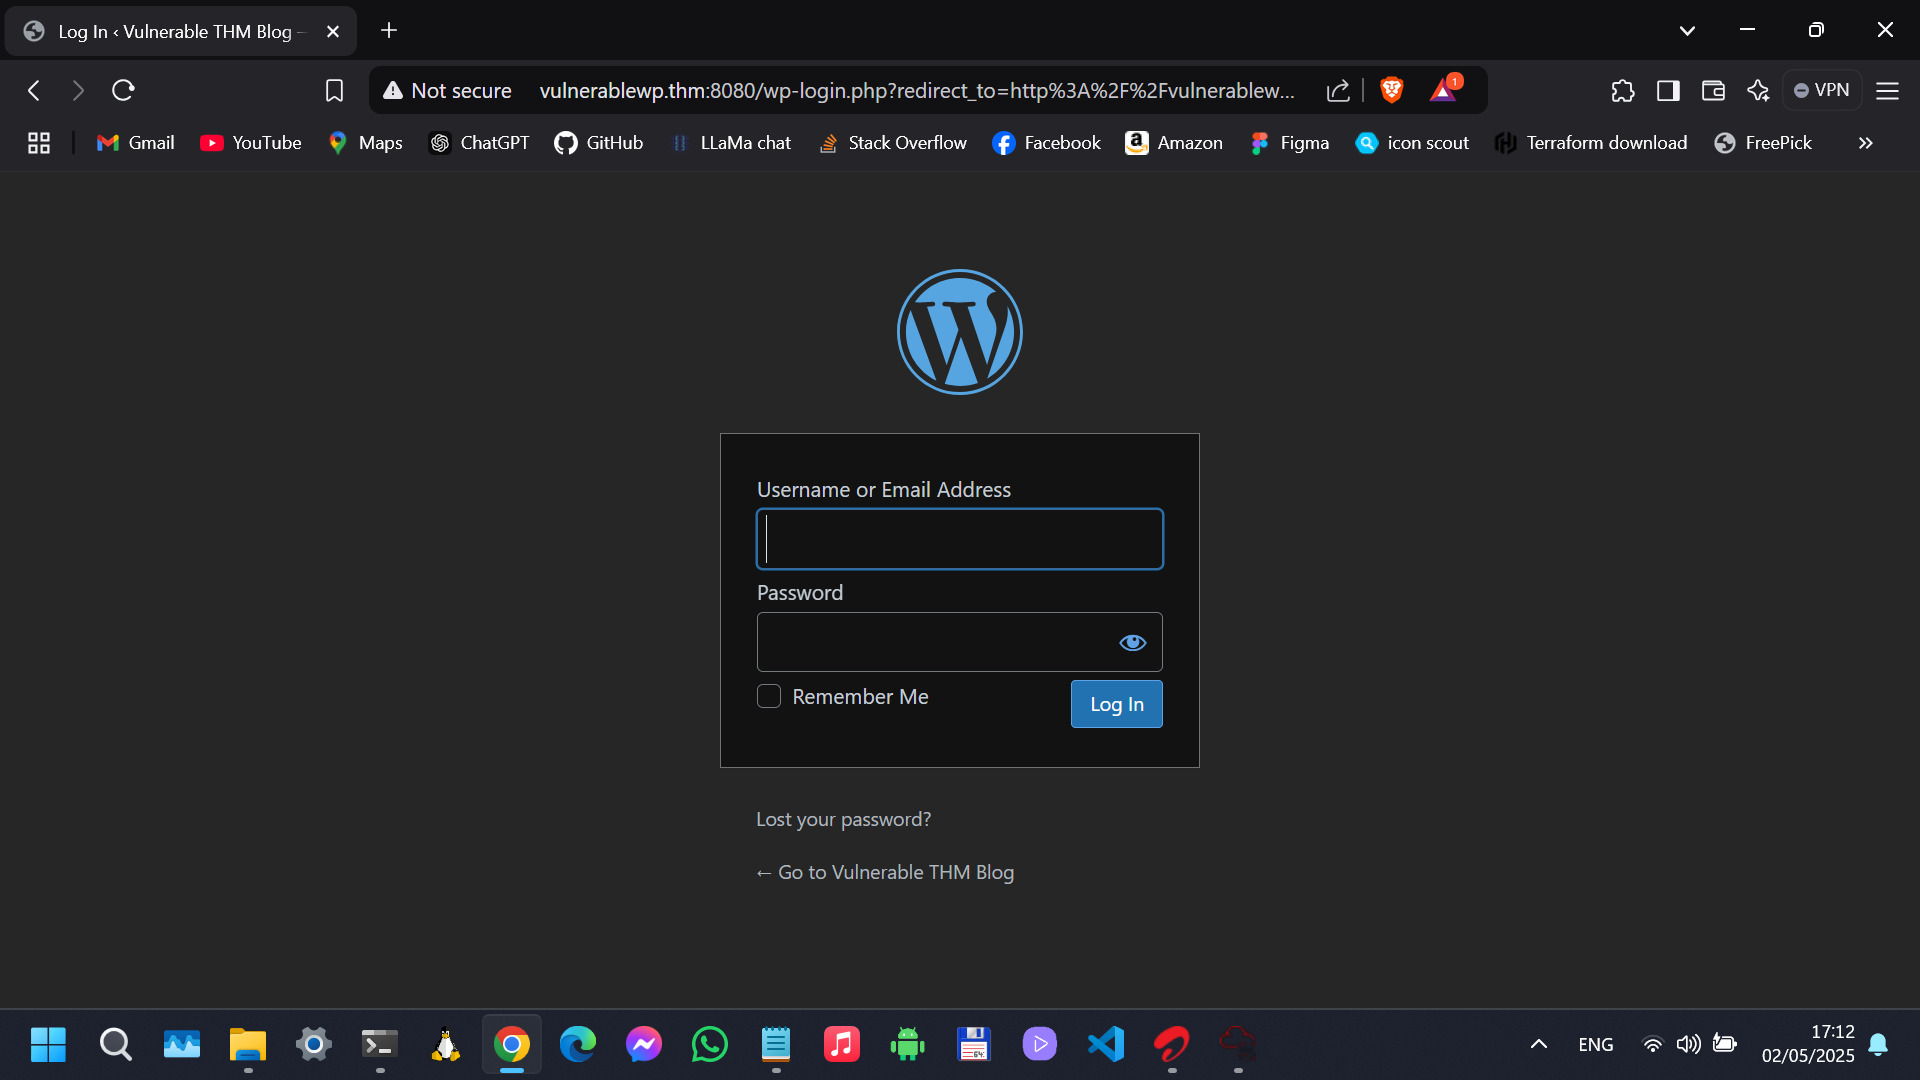 Log In ‹ Vulnerable THM Blog –
Not secure vulnerablewp.thm:8080/wp-login.php?redirect_to=http%3A%2F%2Fvulnerablew...
1
VPN
Gmail YouTube Maps ChatGPT GitHub LLaMa chat Stack Overflow Facebook Amazon Figma icon scout Terraform download FreePick »
Username or Email Address
Password
Remember Me
Log In
Lost your password?
← Go to Vulnerable THM Blog
ENG
17:12
02/05/2025